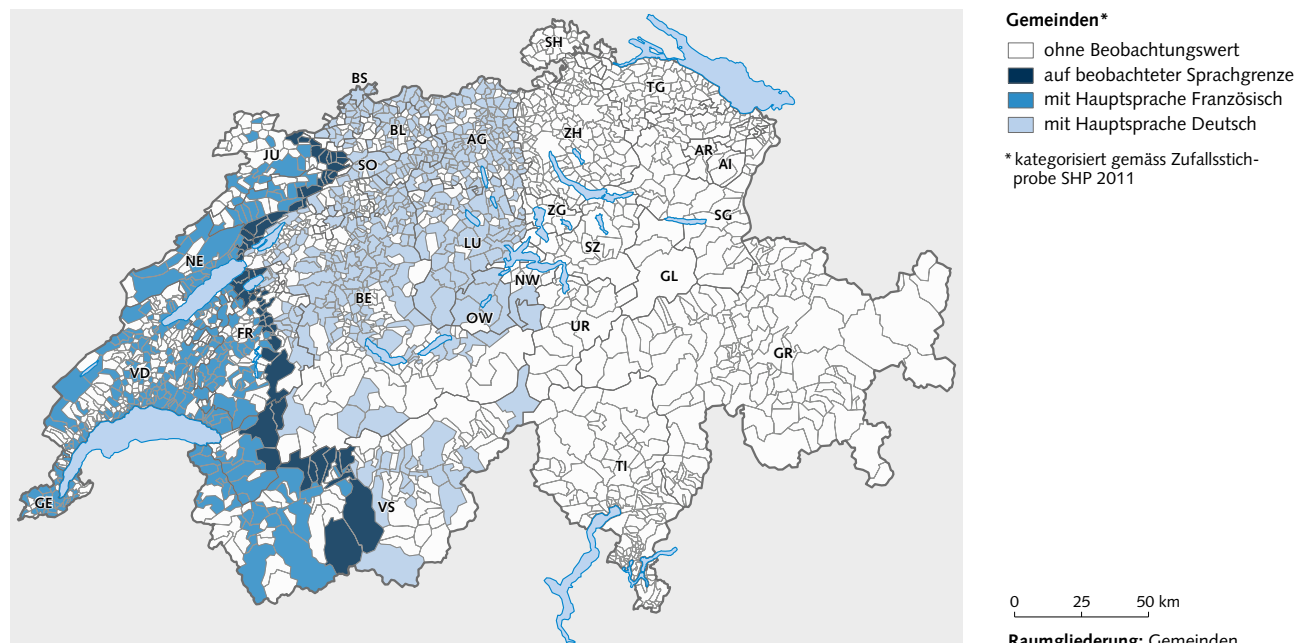 SH
BS
TG
BL
AG
ZH
JU
SO
AR
AI
ZG
SG
LU
SZ
NE
NW
GL
BE
OW
UR
FR
GR
VD
TI
GE
VS
Gemeinden*
ohne Beobachtungswert
auf beobachteter Sprachgrenze
mit Hauptsprache Französisch
mit Hauptsprache Deutsch
* kategorisiert gemäss Zufallsstich-
probe SHP 2011
0 25 50 km
Raumgliederung: Gemeinden